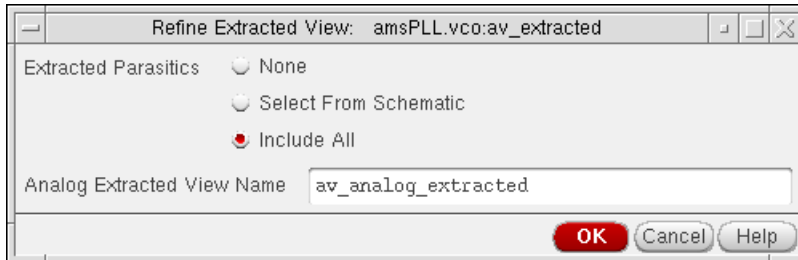 Refine Extracted View: amsPLL.vco:av_extracted
Extracted Parasitics None
Select From Schematic
Include All
Analog Extracted View Name av_analog_extracted
OK Cancel Help